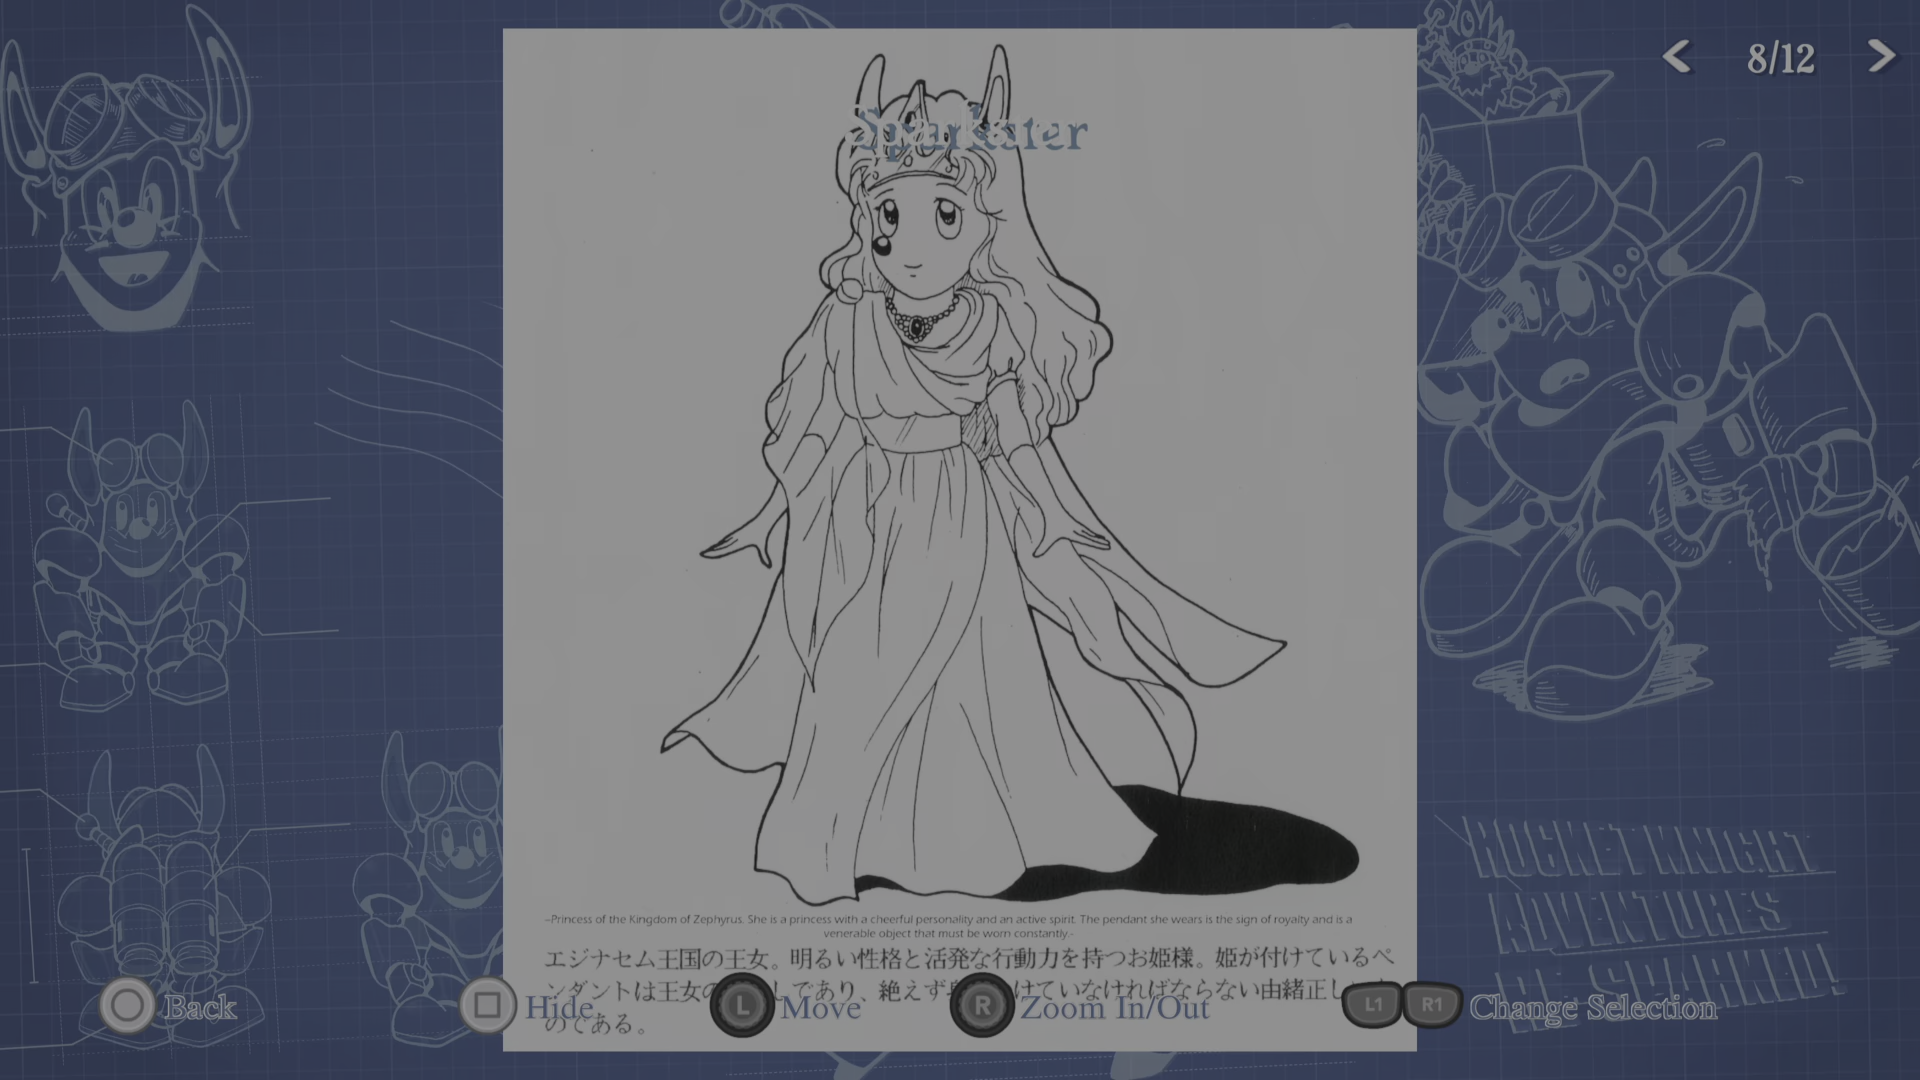 8/12
Sparkster
~Princess of the Kingdom of Zephyrus. She is a princess with a cheerful personality and an active spirit. The pendant she wears is the sign of royalty and is a
venerable object that must be worn constantly.~
エジナセム王国の王女。明るい性格と活発な行動力を持つお姫様。姫が付けているペ
ンダントは王女の しであり、絶えず けていなければならない由緒正し
のである。
ROCKET KNIGHT
ADVENTURES
RE-SPARKED!
Back
Hide
L Move
R Zoom In/Out
L1 R1 Change Selection